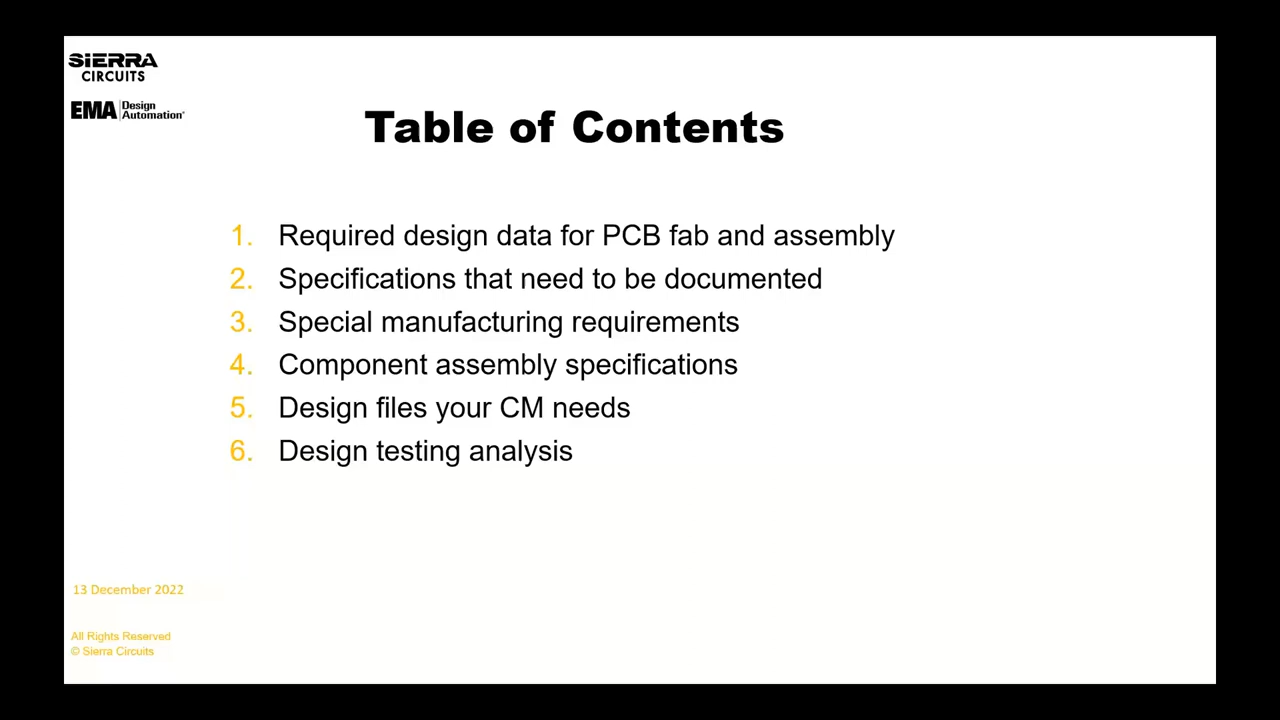 SIERRA
CIRCUITS
EMA Design
Automation®
Table of Contents
1. Required design data for PCB fab and assembly
2. Specifications that need to be documented
3. Special manufacturing requirements
4. Component assembly specifications
5. Design files your CM needs
6. Design testing analysis
13 December 2022
All Rights Reserved
© Sierra Circuits